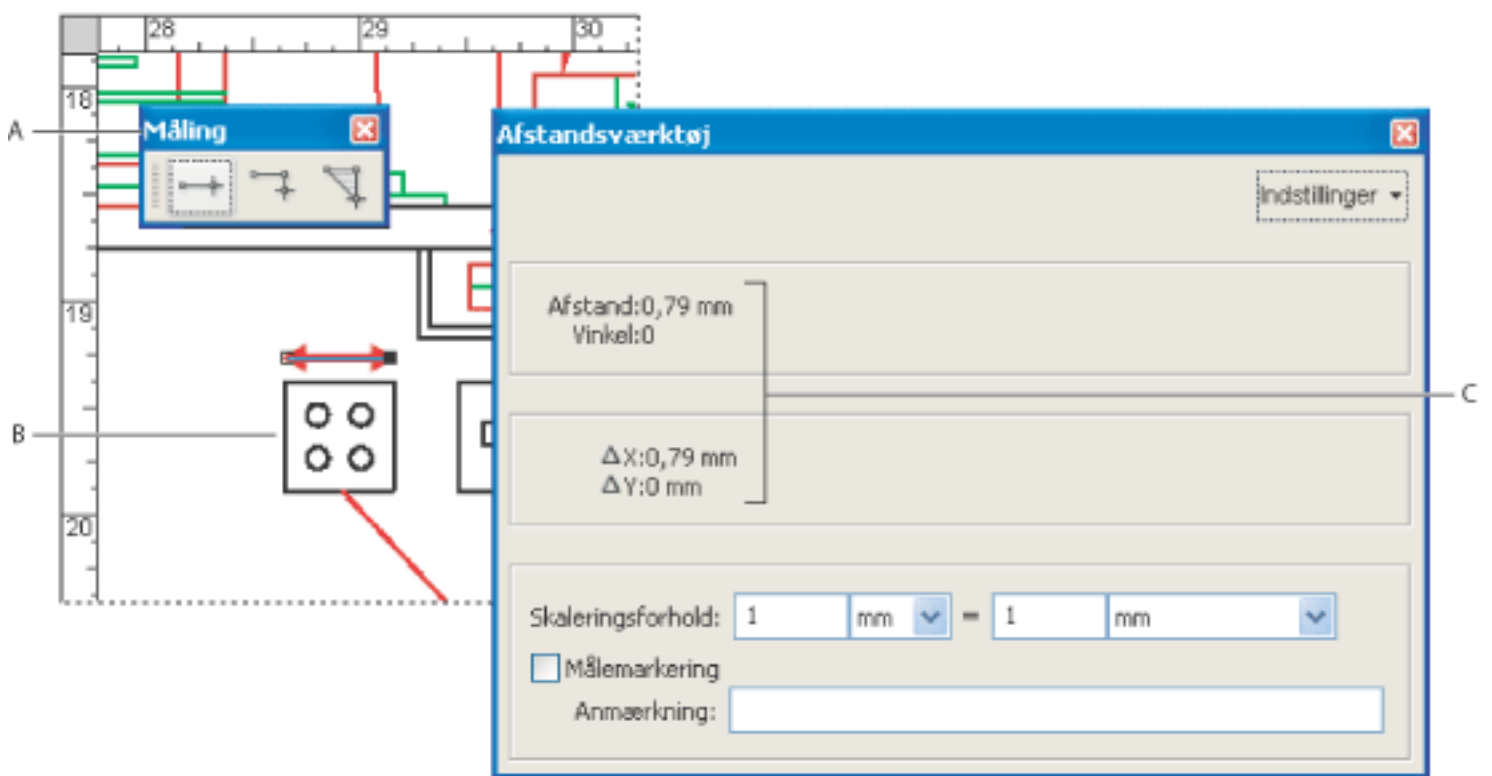 28 29 30
18
A
Måling
Afstandsværktøj
Indstillinger
19
Afstand:0,79 mm
Vinkel:0
C
B
ΔX:0,79 mm
ΔY:0 mm
20
Skaleringsforhold: 1 mm = 1 mm
Målemarkering
Anmærkning: